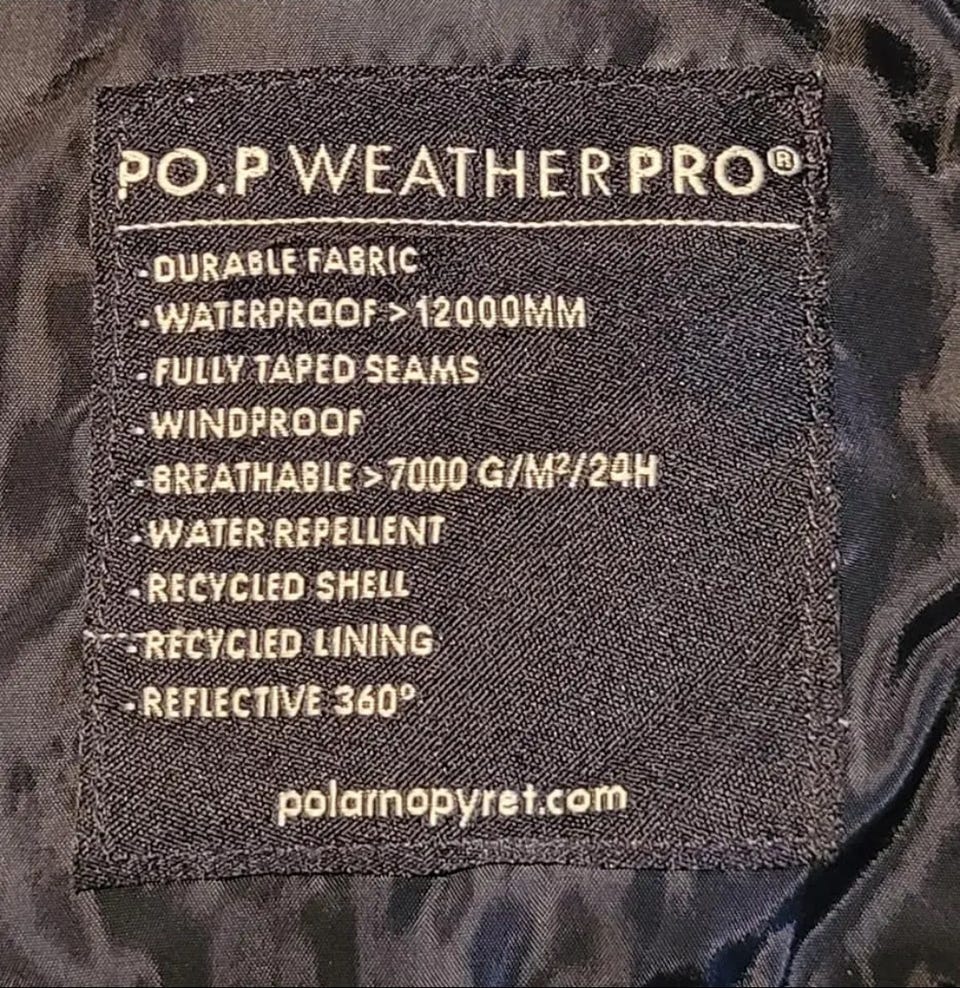 PO.P WEATHERPRO®
-DURABLE FABRIC
-WATERPROOF >12000MM
-FULLY TAPED SEAMS
-WINDPROOF
-BREATHABLE >7000 G/M²/24H
-WATER REPELLENT
-RECYCLED SHELL
-RECYCLED LINING
-REFLECTIVE 360°
polarnopyret.com